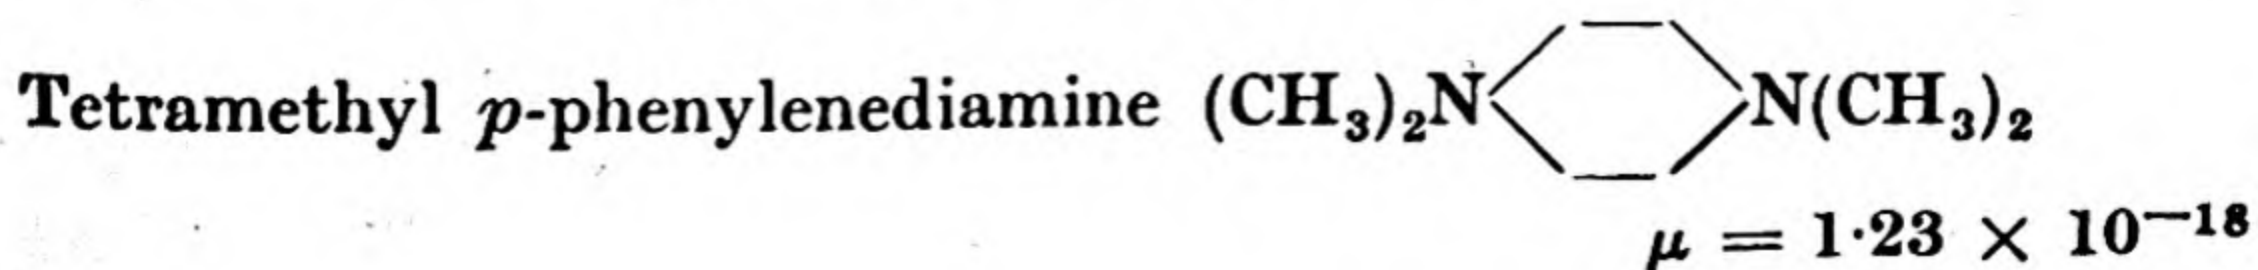 Tetramethyl p-phenylenediamine (CH₃)₂N N(CH₃)₂
μ = 1·23 × 10⁻¹⁸